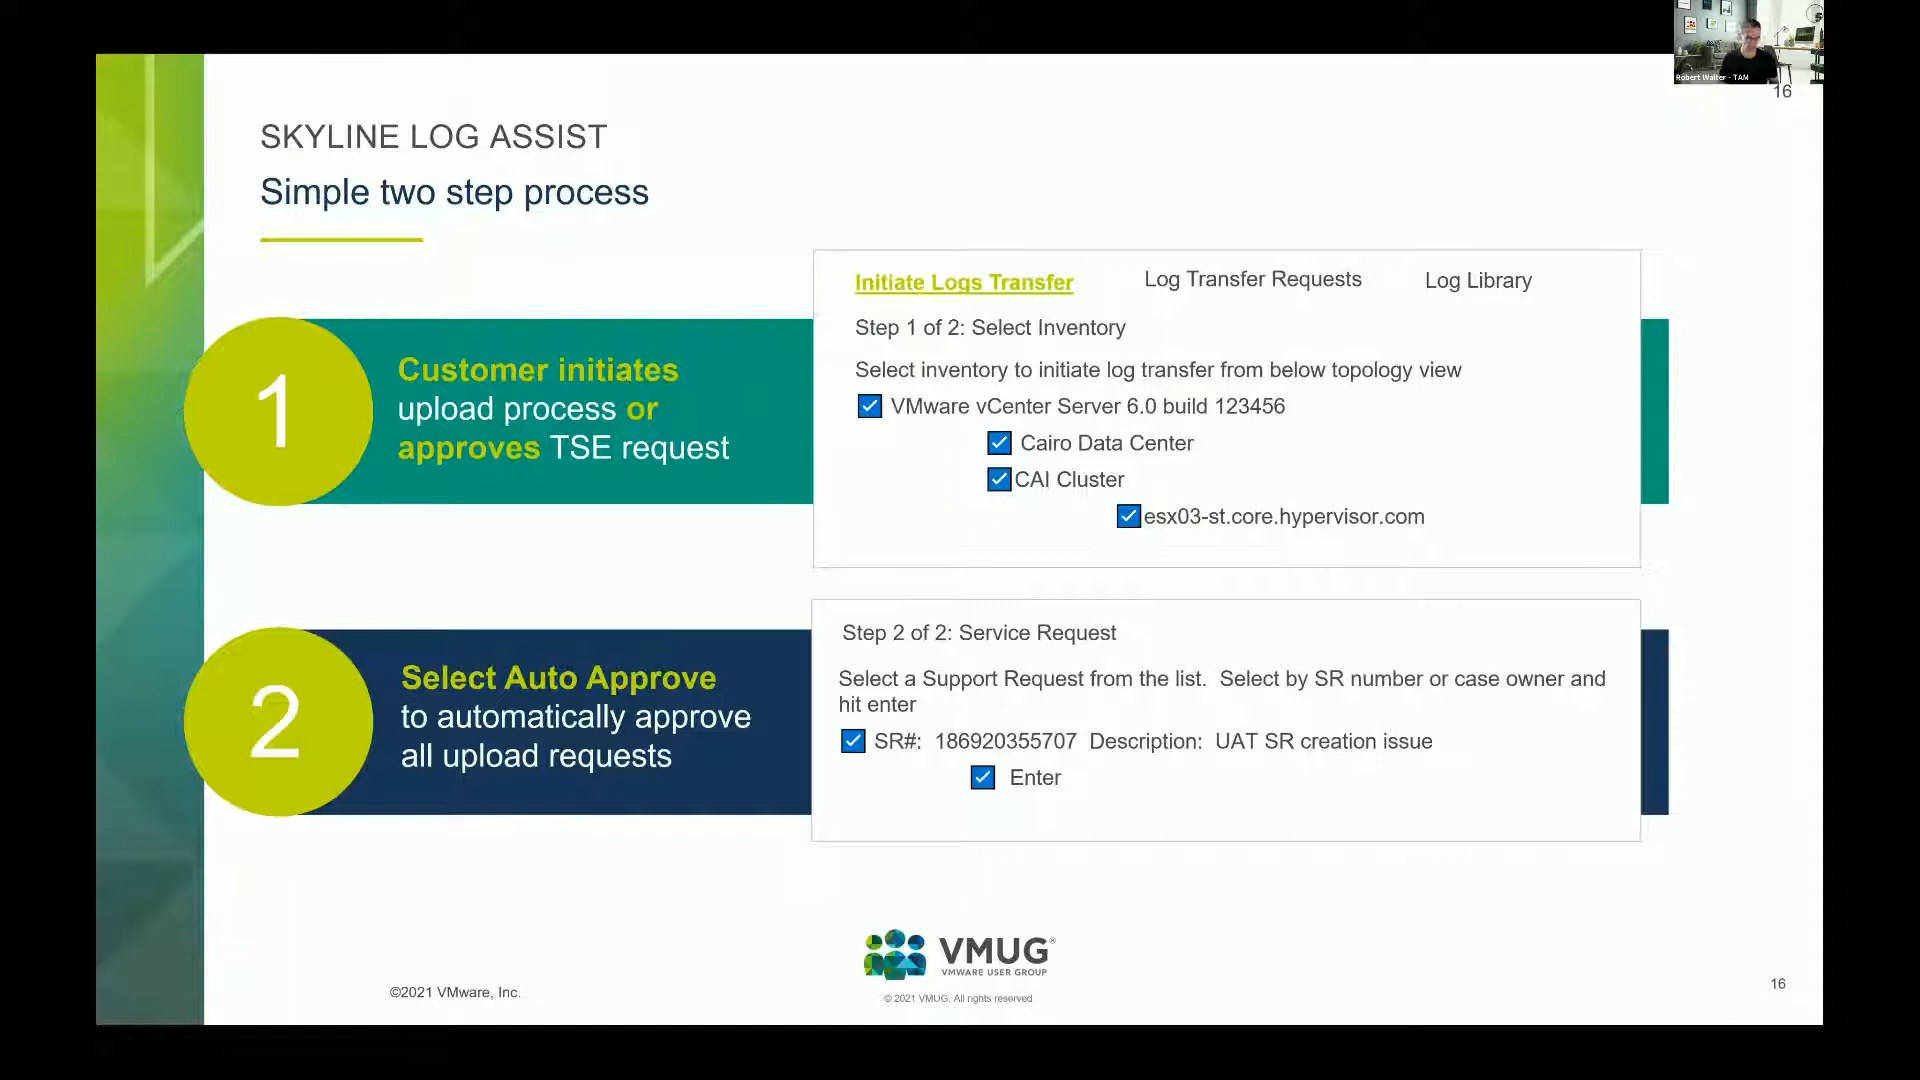 Robert Walter - TAM
16
SKYLINE LOG ASSIST
Simple two step process
Initiate Logs Transfer
Log Transfer Requests
Log Library
Step 1 of 2: Select Inventory
Select inventory to initiate log transfer from below topology view
VMware vCenter Server 6.0 build 123456
Cairo Data Center
CAI Cluster
esx03-st.core.hypervisor.com
1
Customer initiates
upload process or
approves TSE request
Step 2 of 2: Service Request
Select a Support Request from the list.  Select by SR number or case owner and
hit enter
SR#:  186920355707  Description:  UAT SR creation issue
Enter
2
Select Auto Approve
to automatically approve
all upload requests
VMUG®
VMWARE USER GROUP
©2021 VMware, Inc.
© 2021 VMUG. All rights reserved
16